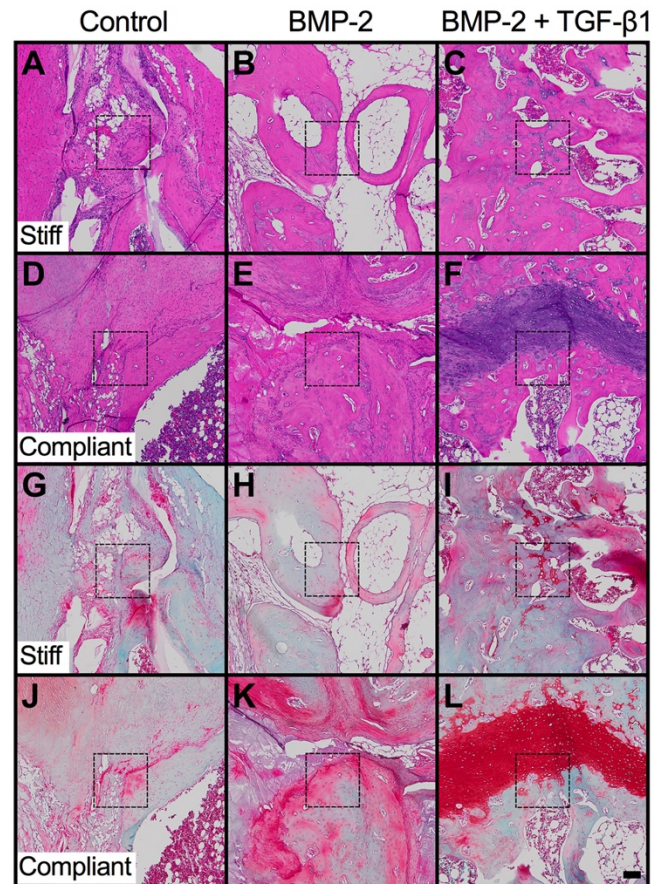 Control BMP-2 BMP-2 + TGF-β1
A B C
Stiff
D E F
Compliant
G H I
Stiff
J K L
Compliant